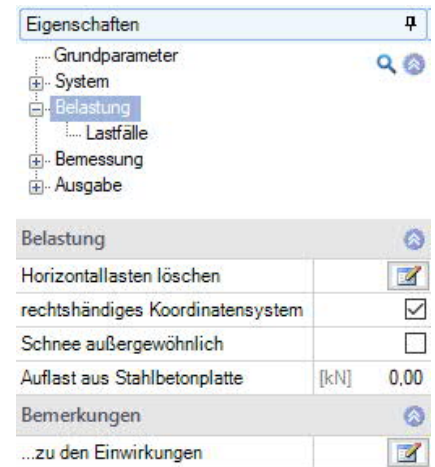 Eigenschaften
Grundparameter
System
Belastung
Lastfälle
Bemessung
Ausgabe
Belastung
Horizontallasten löschen
rechtshändiges Koordinatensystem
Schnee außergewöhnlich
Auflast aus Stahlbetonplatte [kN] 0,00
Bemerkungen
...zu den Einwirkungen